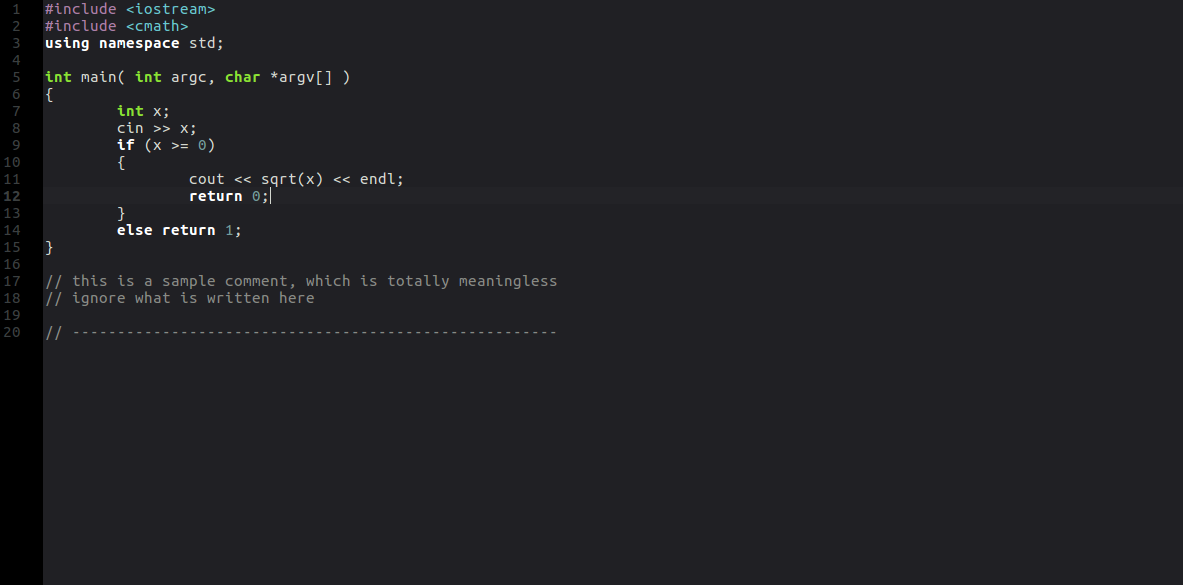 1 #include <iostream>
2 #include <cmath>
3 using namespace std;
4
5 int main( int argc, char *argv[] )
6 {
7         int x;
8         cin >> x;
9         if (x >= 0)
10         {
11                 cout << sqrt(x) << endl;
12                 return 0;
13         }
14         else return 1;
15 }
16
17 // this is a sample comment, which is totally meaningless
18 // ignore what is written here
19
20 // ------------------------------------------------------